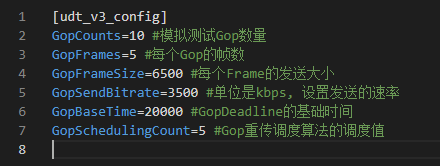 1 [udt_v3_config]
2 GopCounts=10 #模拟测试Gop数量
3 GopFrames=5 #每个Gop的帧数
4 GopFrameSize=6500 #每个Frame的发送大小
5 GopSendBitrate=3500 #单位是kbps, 设置发送的速率
6 GopBaseTime=20000 #GopDeadline的基础时间
7 GopSchedulingCount=5 #Gop重传调度算法的调度值
8